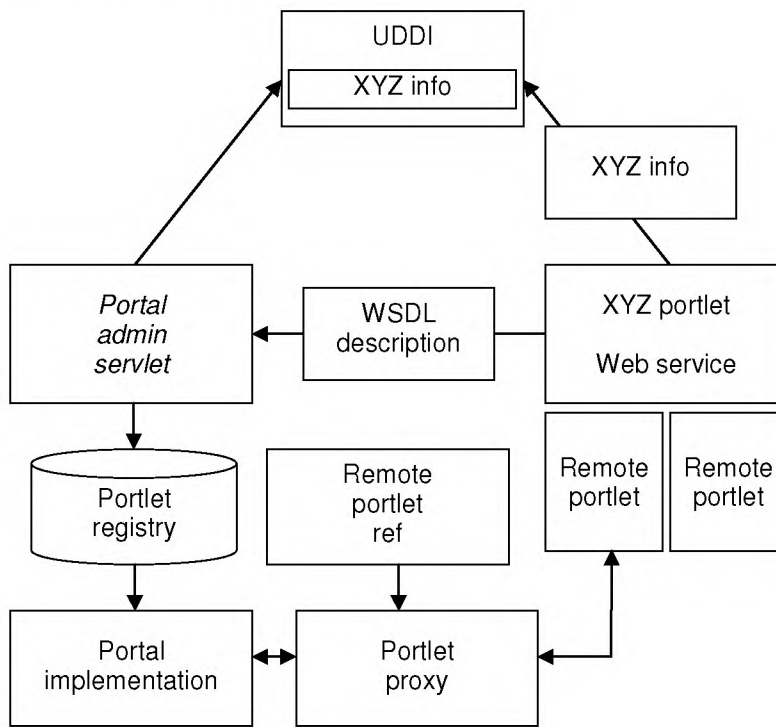 UDDI
XYZ info
XYZ info
Portal
admin
servlet
WSDL
description
XYZ portlet
Web service
Portlet
registry
Remote
portlet
ref
Remote
portlet
Remote
portlet
Portal
implementation
Portlet
proxy